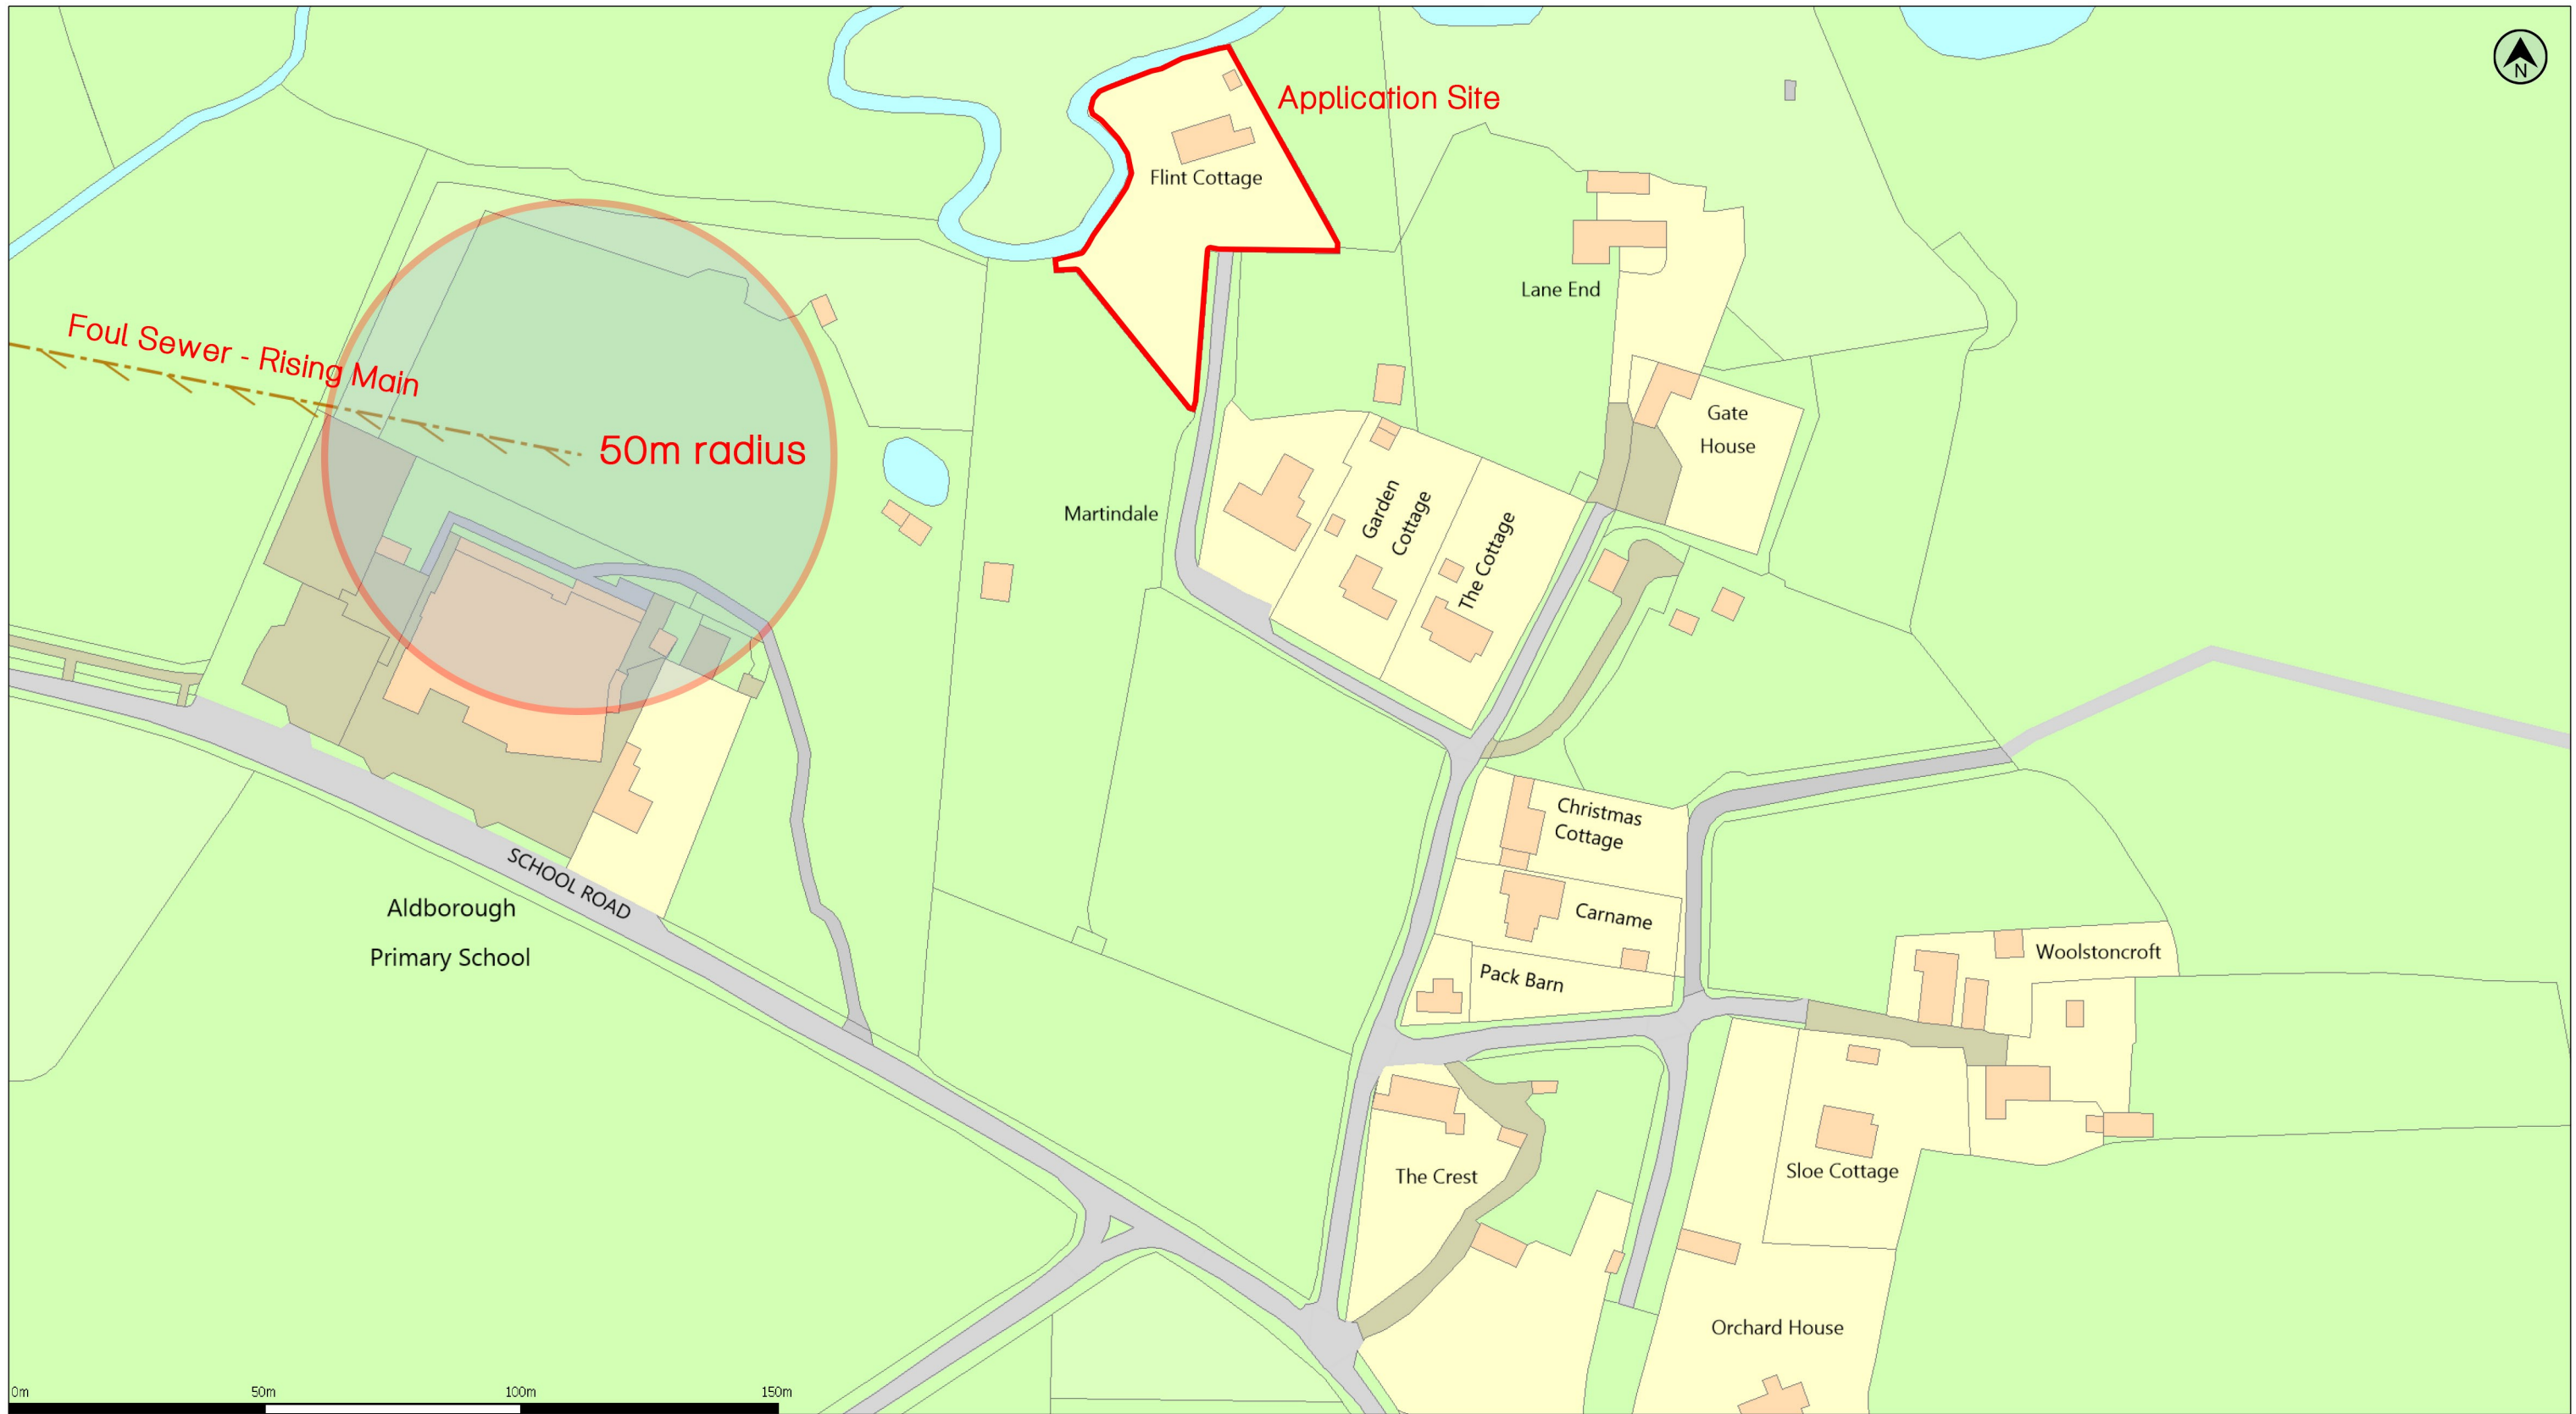 N
Application Site
Flint Cottage
Lane End
Foul Sewer - Rising Main
50m radius
Gate
House
Martindale
Garden
Cottage
The Cottage
Christmas
Cottage
Carname
Pack Barn
SCHOOL ROAD
Aldborough
Primary School
Woolstoncroft
Sloe Cottage
The Crest
Orchard House
0m 50m 100m 150m